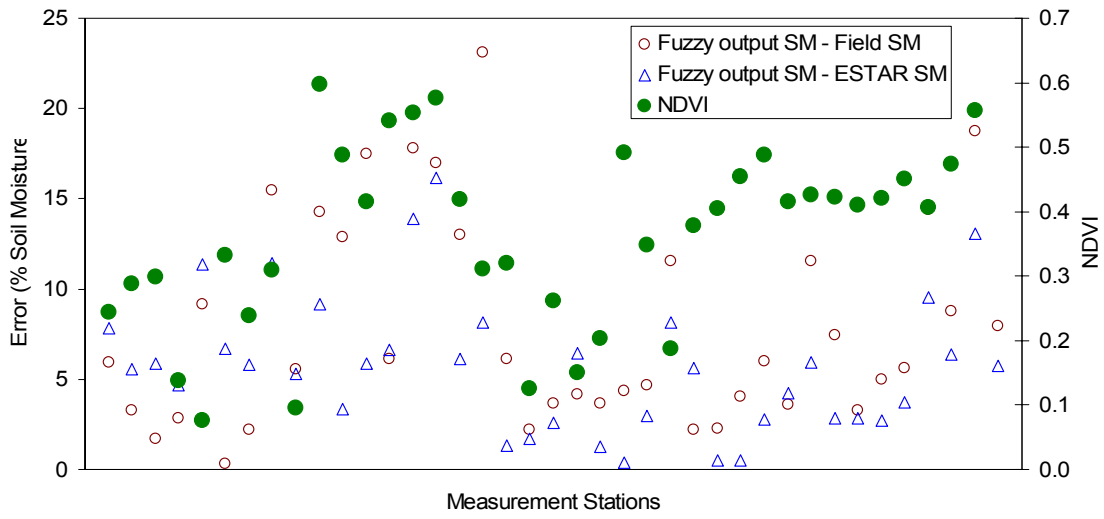 25
20
15
10
5
0
Error (% Soil Moisture
Fuzzy output SM - Field SM
Fuzzy output SM - ESTAR SM
NDVI
0.7
0.6
0.5
0.4
0.3
0.2
0.1
0.0
NDVI
Measurement Stations